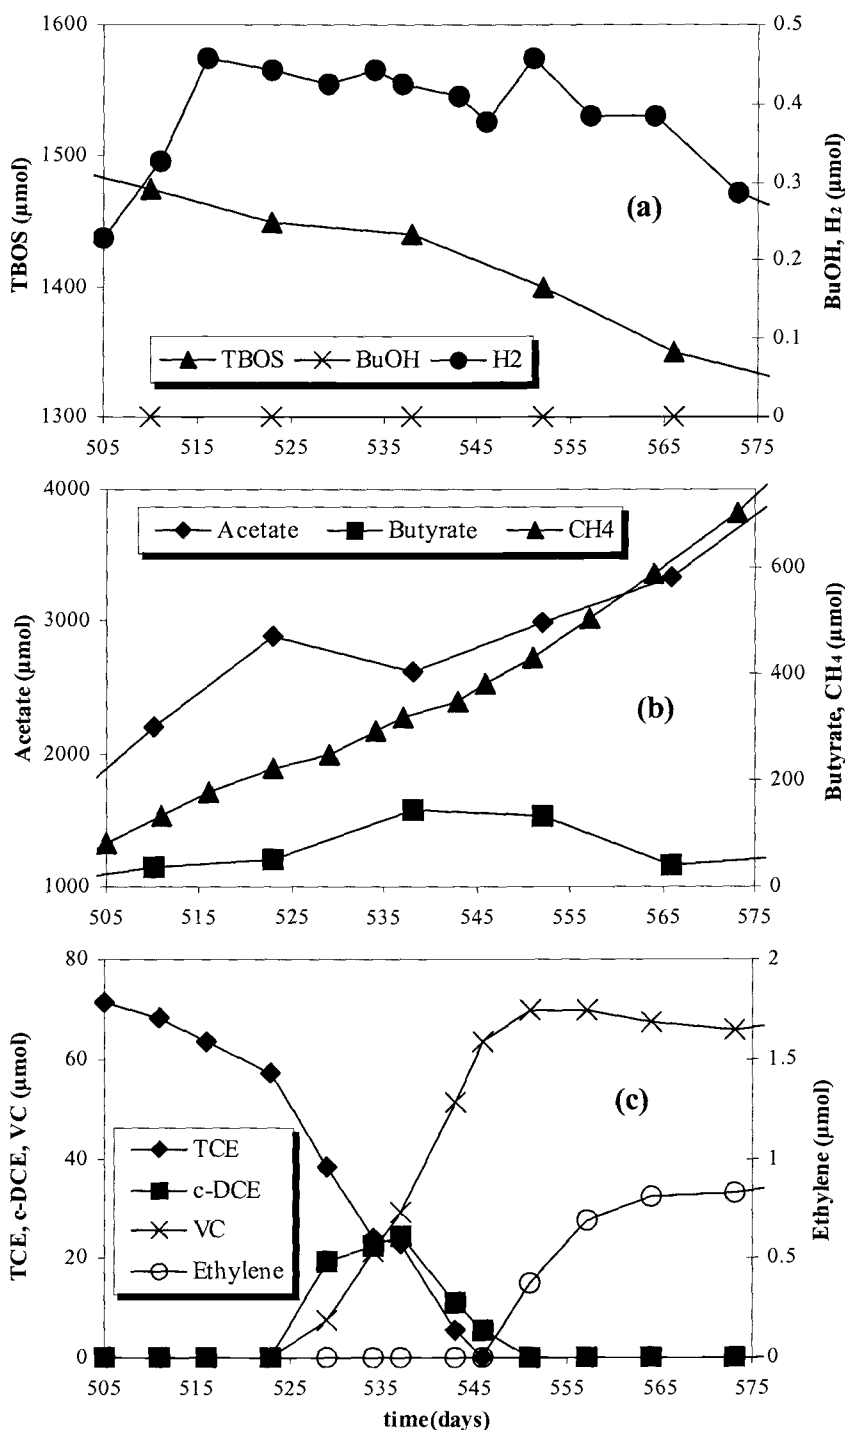 1600
1500
1400
1300
TBOS (µmol)
0.5
0.4
0.3
0.2
0.1
0
BuOH, H₂ (µmol)
(a)
TBOS BuOH H2
505 515 525 535 545 555 565 575
4000
3000
2000
1000
Acetate (µmol)
600
400
200
0
Butyrate, CH₄ (µmol)
Acetate Butyrate CH4
(b)
505 515 525 535 545 555 565 575
80
60
40
20
0
TCE, c-DCE, VC (µmol)
2
1.5
1
0.5
0
Ethylene (µmol)
(c)
TCE
c-DCE
VC
Ethylene
505 515 525 535 545 555 565 575
time(days)